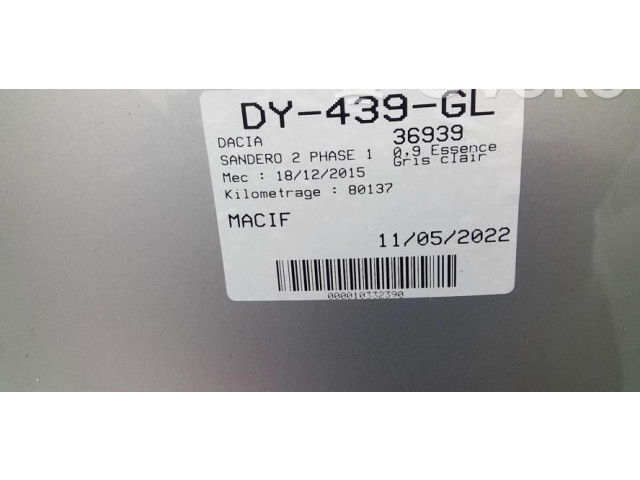 DY-439-GL
DACIA 36939
SANDERO 2 PHASE 1 0,9 Essence
Gris clair
Mec : 18/12/2015
Kilometrage : 80137
MACIF
11/05/2022
000010332390